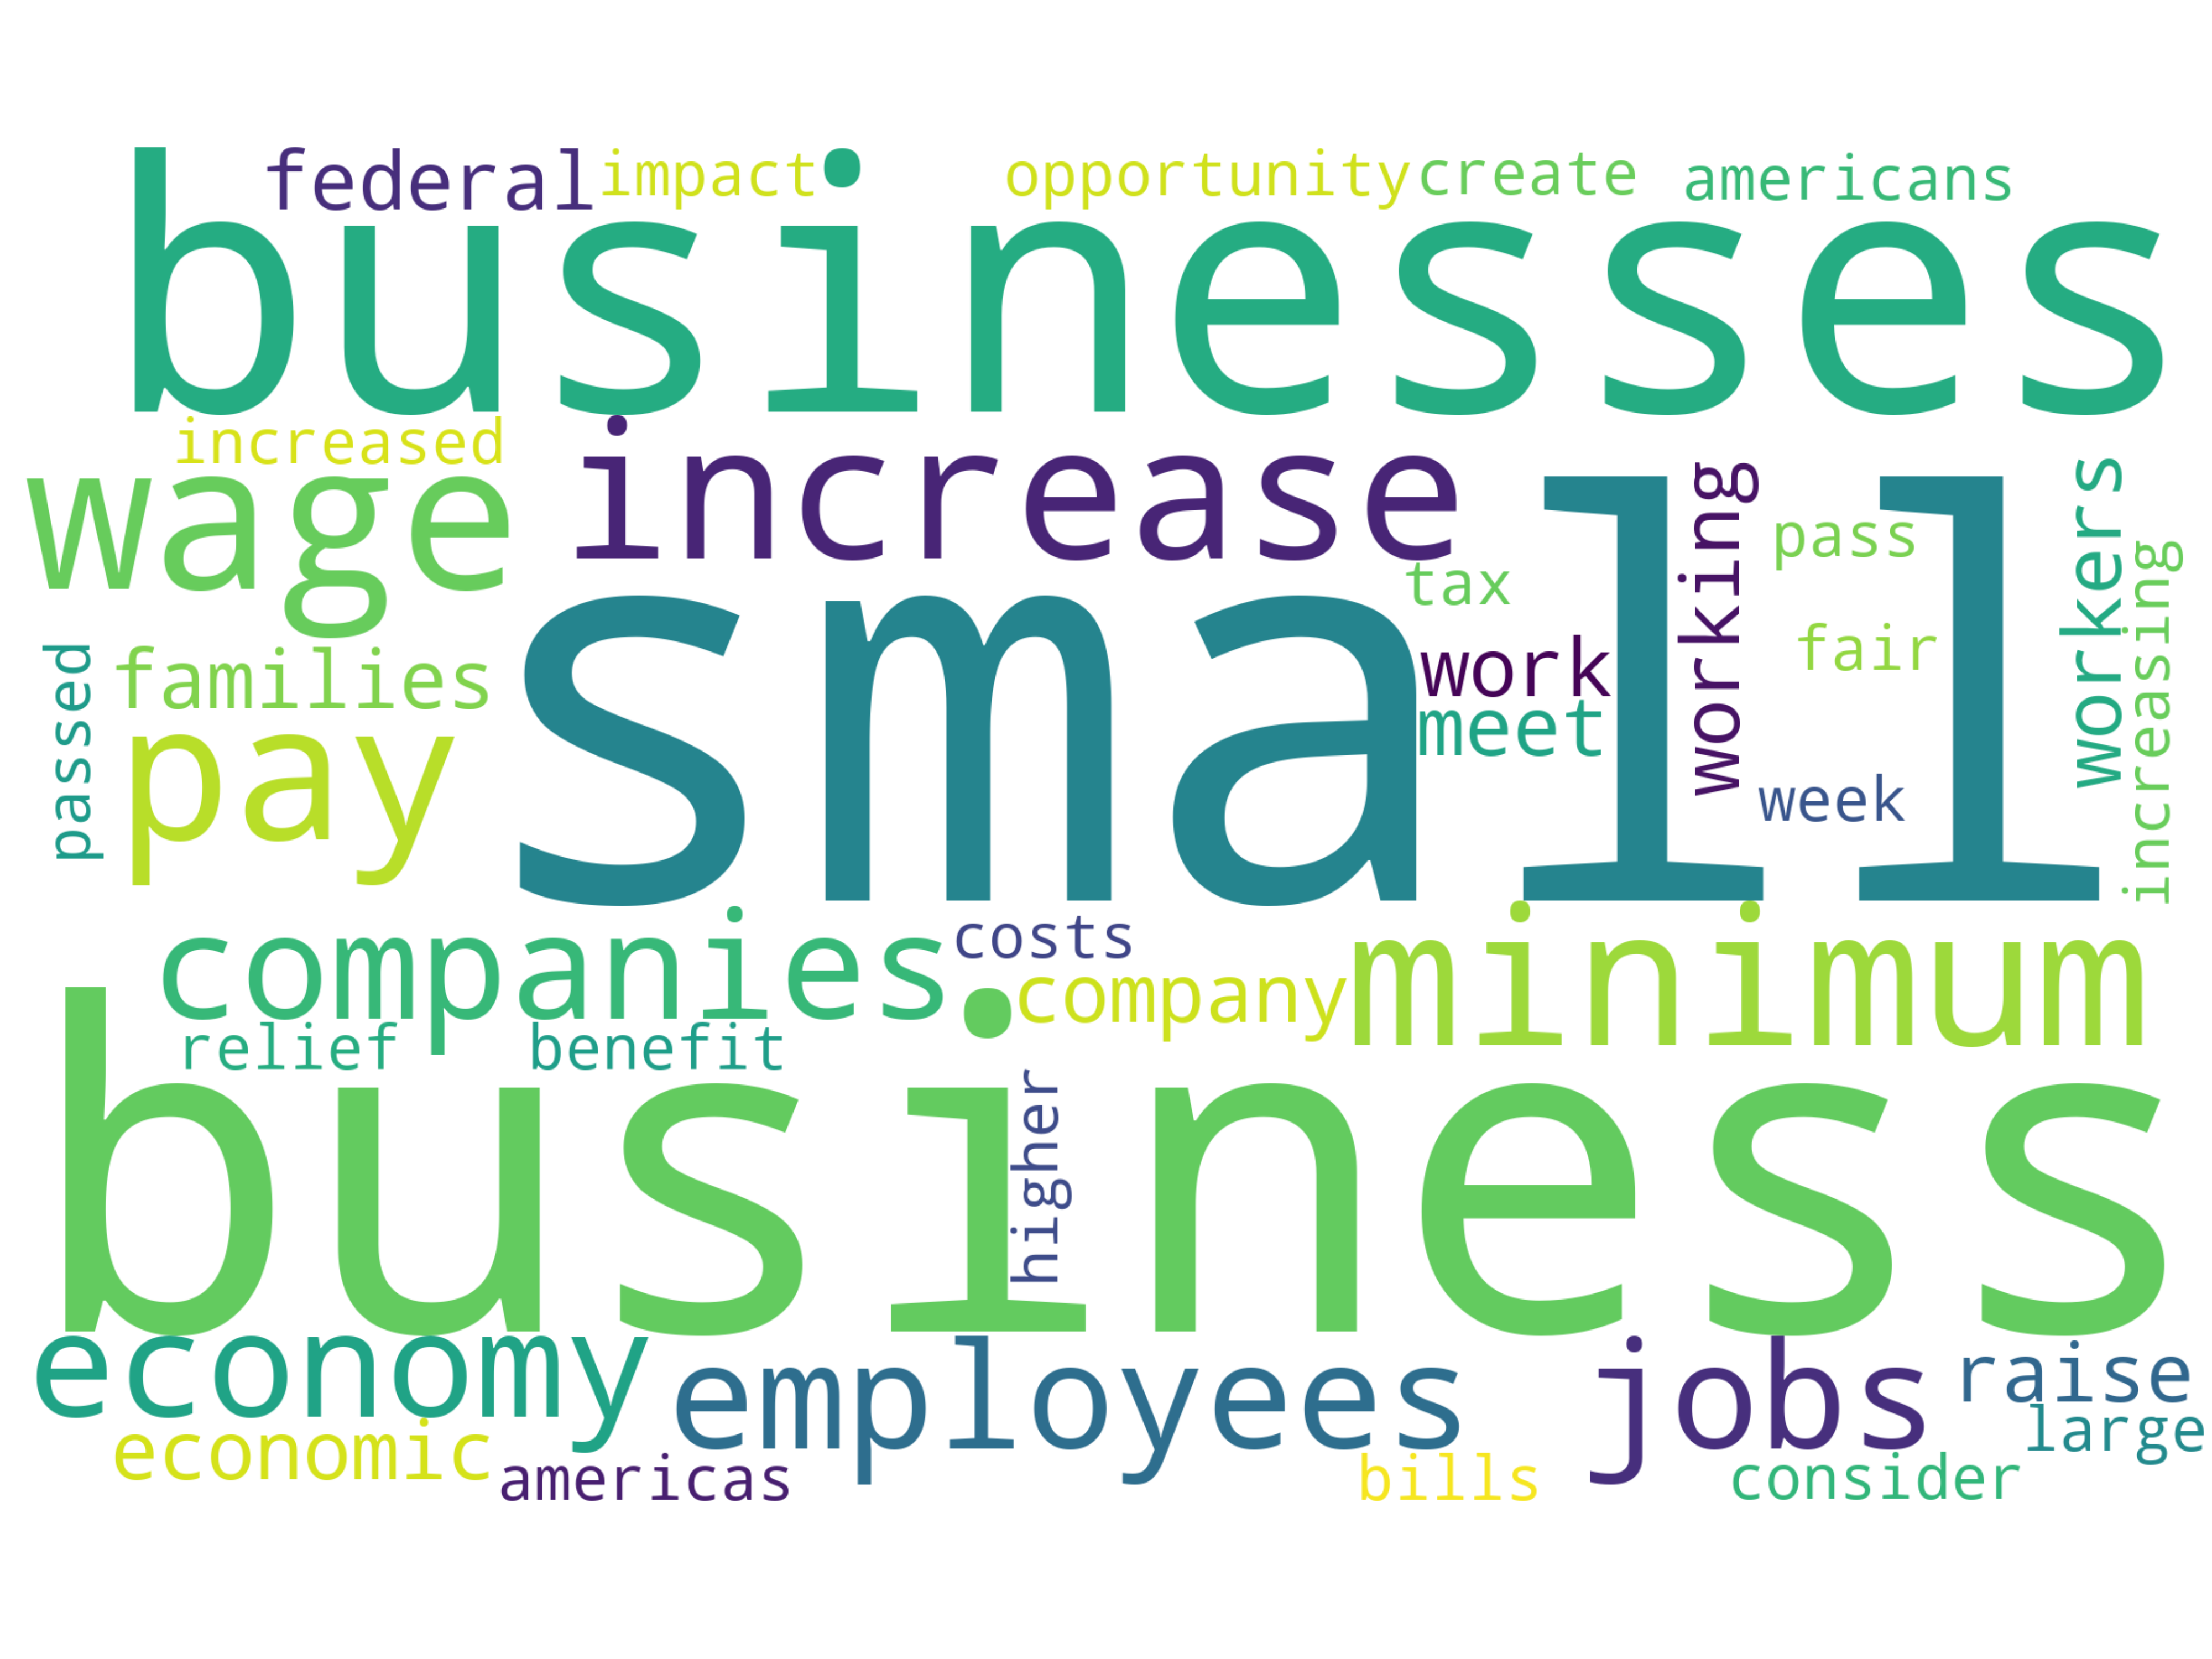 federal impact opportunity create americans
businesses
increased
wage increase
working
pass
workers
increasing
tax
fair
small
work
meet
week
passed
families
pay
companies
costs
company
minimum
relief benefit
higher
business
economy
employees
jobs
raise
large
economic
americas
bills
consider